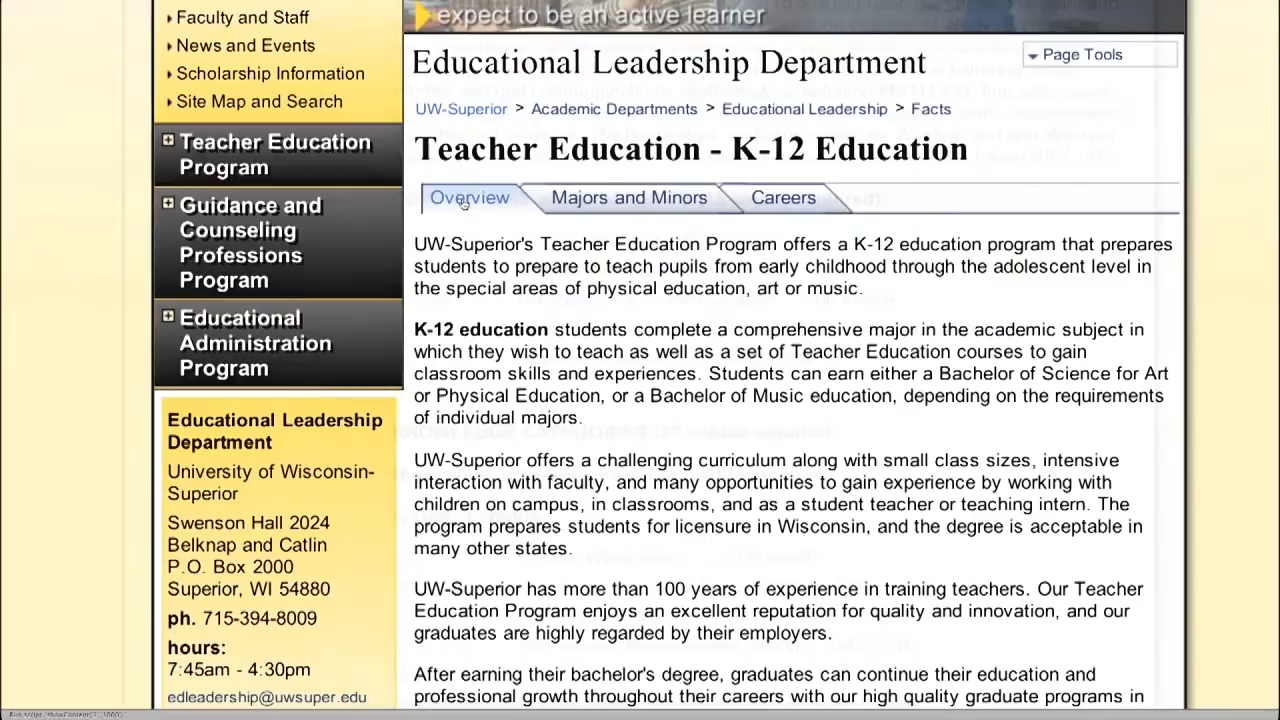 Faculty and Staff
News and Events
Scholarship Information
Site Map and Search
Teacher Education
Program
Guidance and
Counseling
Professions
Program
Educational
Administration
Program
Educational Leadership
Department
University of Wisconsin-
Superior
Swenson Hall 2024
Belknap and Catlin
P.O. Box 2000
Superior, WI 54880
ph. 715-394-8009
hours:
7:45am - 4:30pm
edleadership@uwsuper.edu
expect to be an active learner
Educational Leadership Department
Page Tools
UW-Superior > Academic Departments > Educational Leadership > Facts
Teacher Education - K-12 Education
Overview Majors and Minors Careers
UW-Superior's Teacher Education Program offers a K-12 education program that prepares
students to prepare to teach pupils from early childhood through the adolescent level in
the special areas of physical education, art or music.
K-12 education students complete a comprehensive major in the academic subject in
which they wish to teach as well as a set of Teacher Education courses to gain
classroom skills and experiences. Students can earn either a Bachelor of Science for Art
or Physical Education, or a Bachelor of Music education, depending on the requirements
of individual majors.
UW-Superior offers a challenging curriculum along with small class sizes, intensive
interaction with faculty, and many opportunities to gain experience by working with
children on campus, in classrooms, and as a student teacher or teaching intern. The
program prepares students for licensure in Wisconsin, and the degree is acceptable in
many other states.
UW-Superior has more than 100 years of experience in training teachers. Our Teacher
Education Program enjoys an excellent reputation for quality and innovation, and our
graduates are highly regarded by their employers.
After earning their bachelor's degree, graduates can continue their education and
professional growth throughout their careers with our high quality graduate programs in